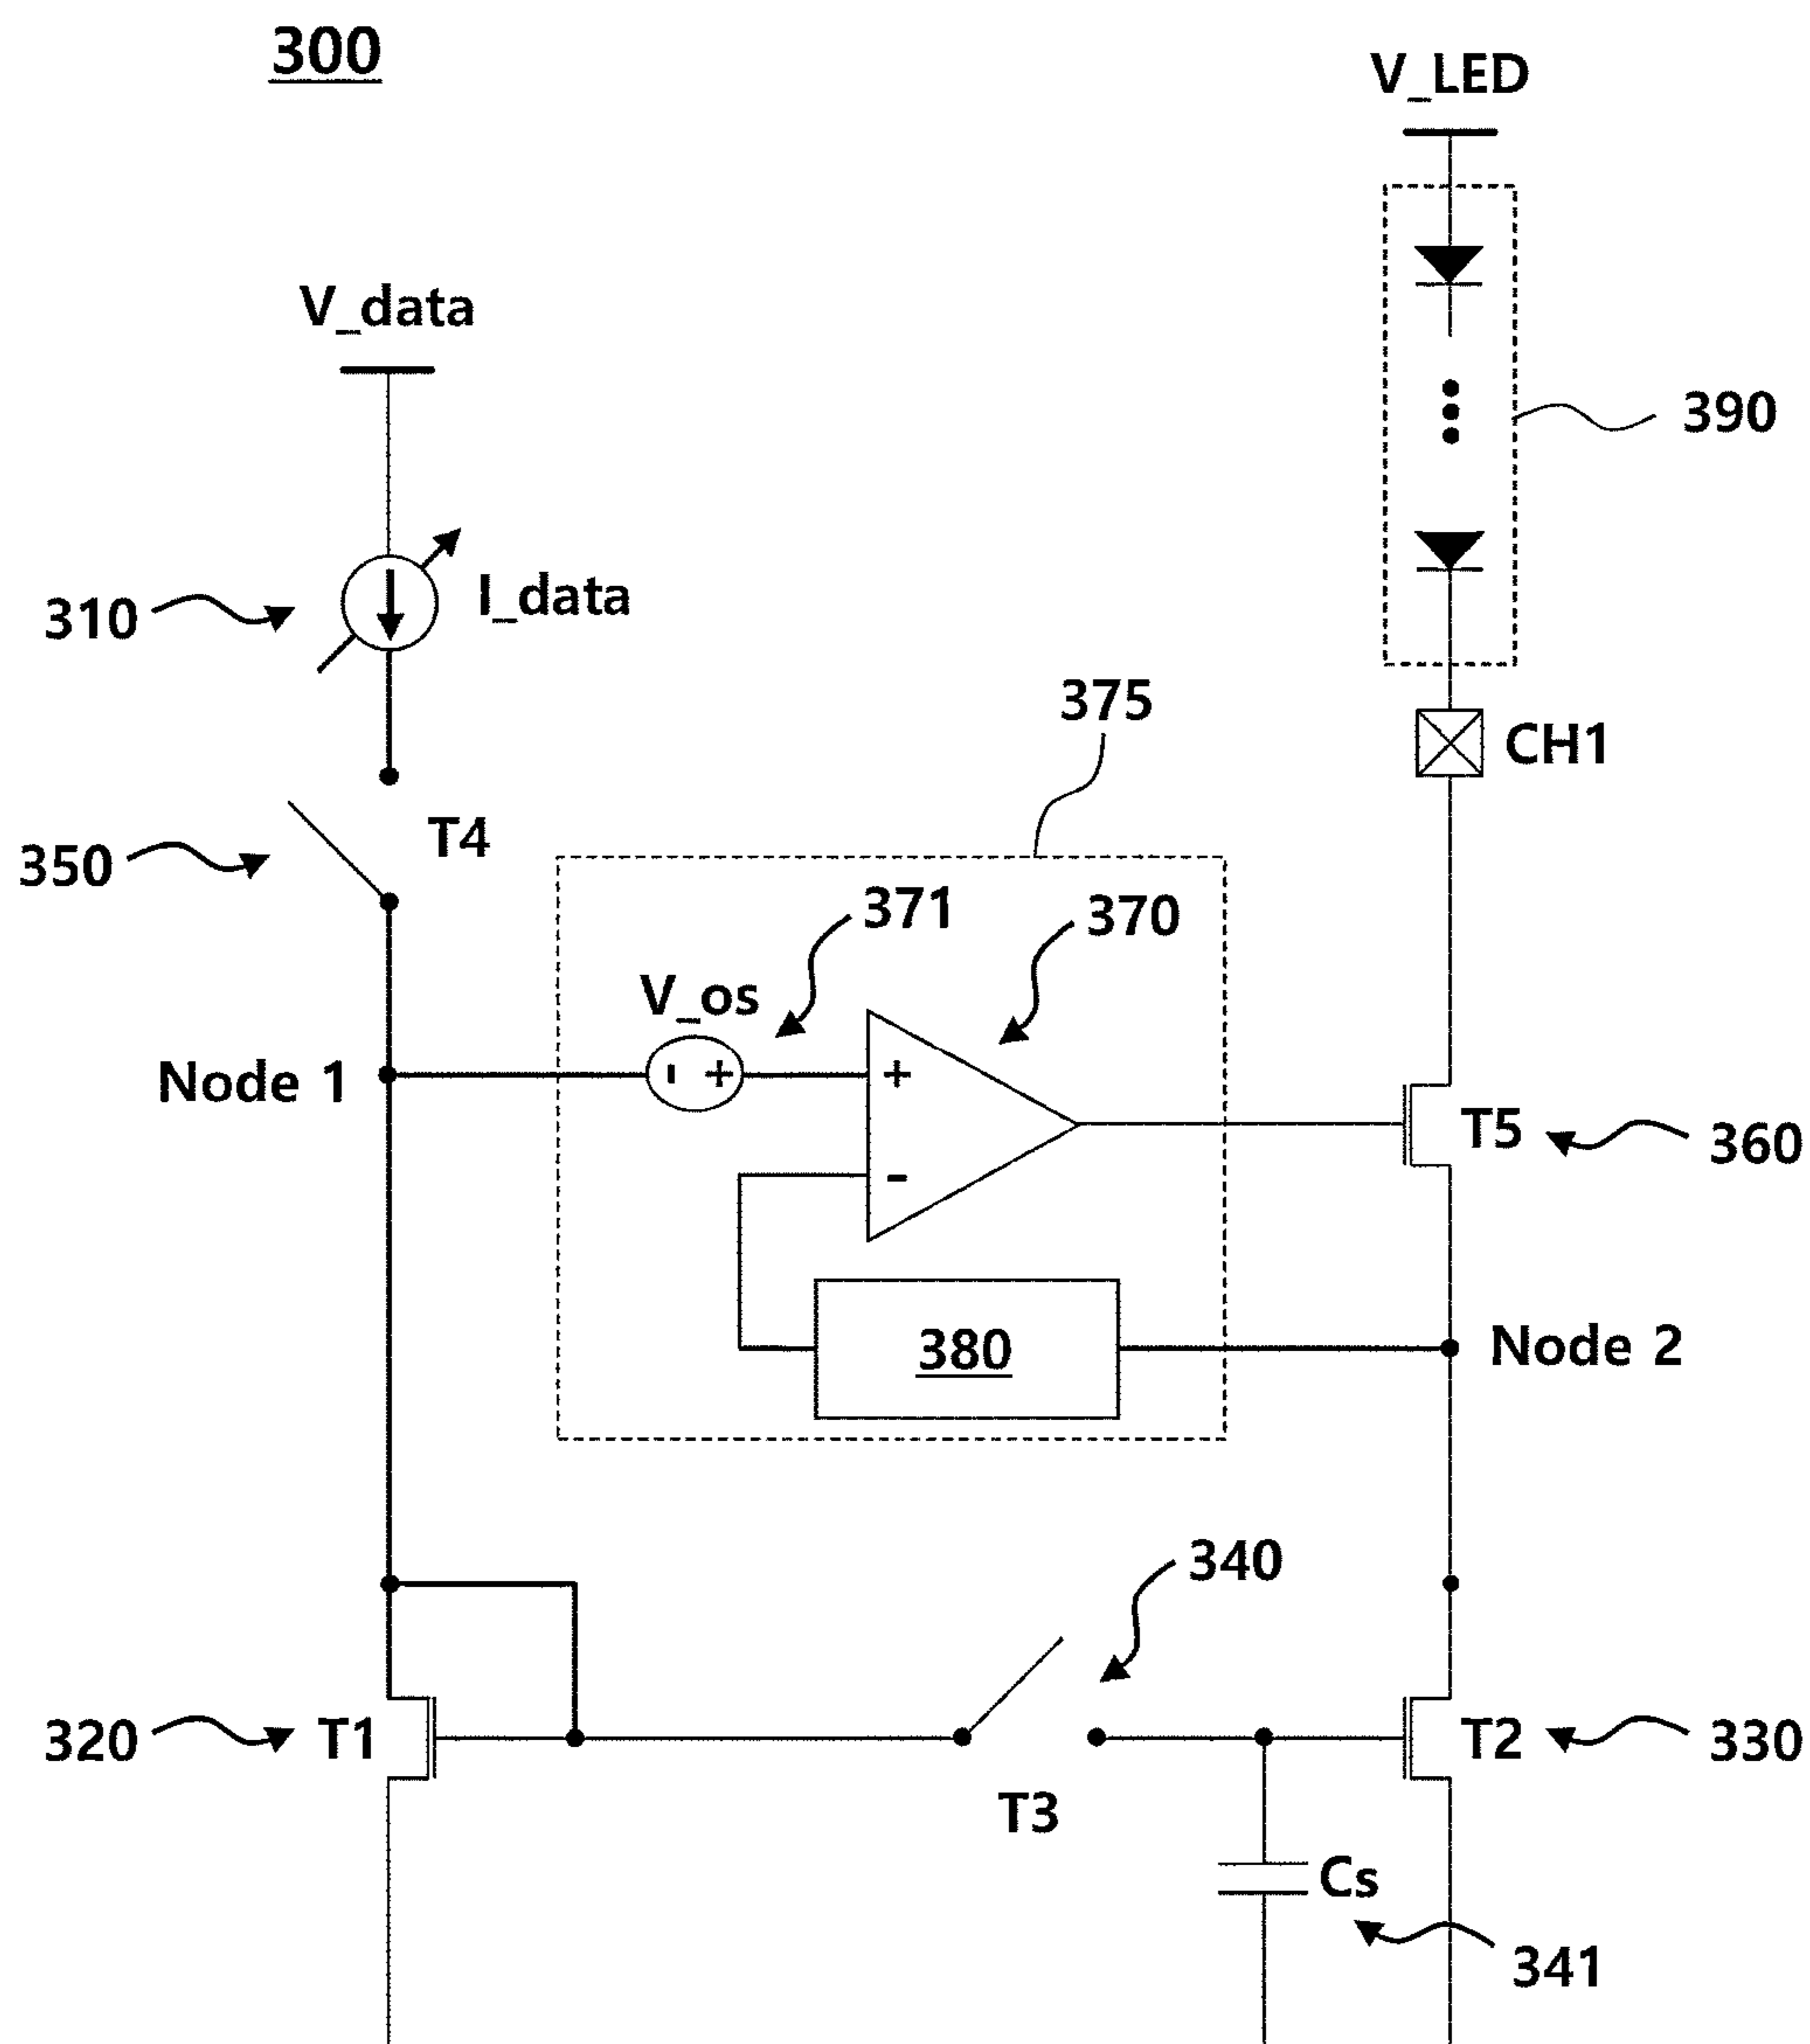 300
V_LED
V_data
390
310
I_data
375
CH1
350
T4
371
370
V_os
- +
+
Node 1
T5
360
-
380
Node 2
340
320
T1
T2
330
T3
Cs
341